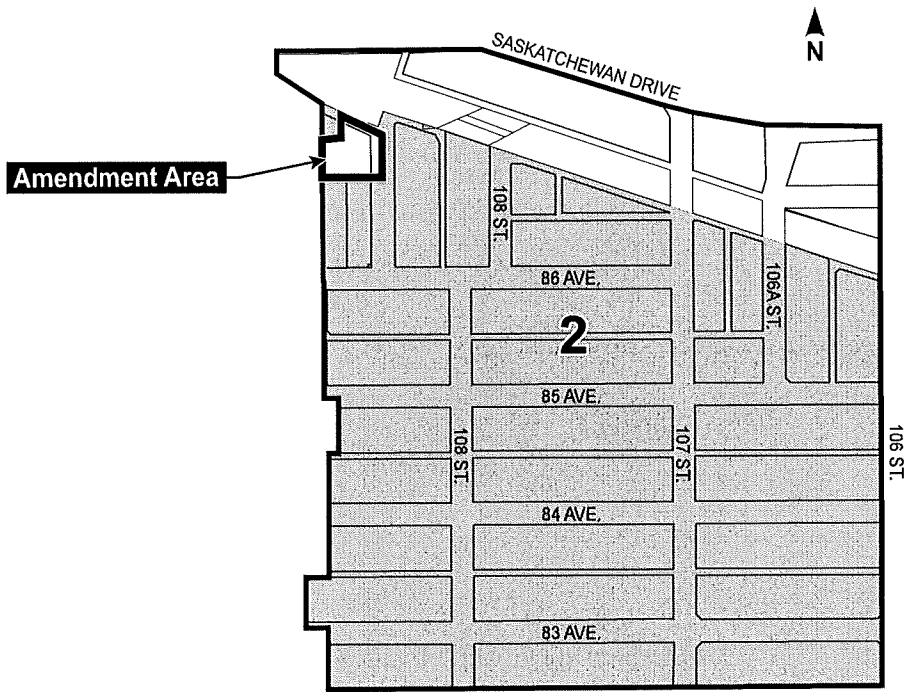 N
SASKATCHEWAN DRIVE
Amendment Area
108 ST.
86 AVE,
106A ST.
2
85 AVE,
108 ST.
107 ST.
106 ST.
84 AVE,
83 AVE,